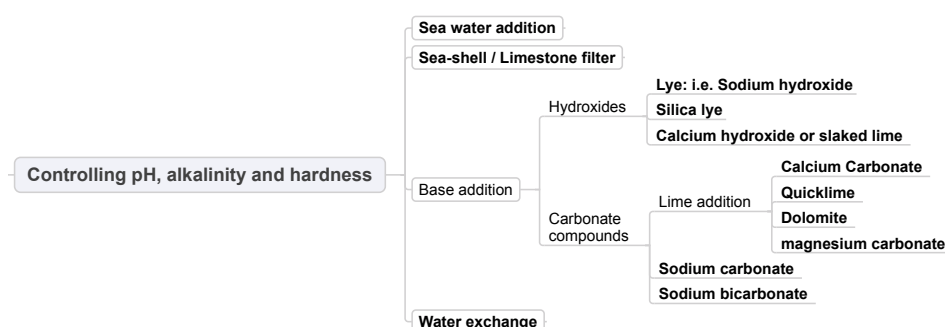 Sea water addition
Sea-shell / Limestone filter
Lye: i.e. Sodium hydroxide
Hydroxides
Silica lye
Calcium hydroxide or slaked lime
Controlling pH, alkalinity and hardness
Base addition
Calcium Carbonate
Quicklime
Lime addition
Dolomite
Carbonate
compounds
magnesium carbonate
Sodium carbonate
Sodium bicarbonate
Water exchange